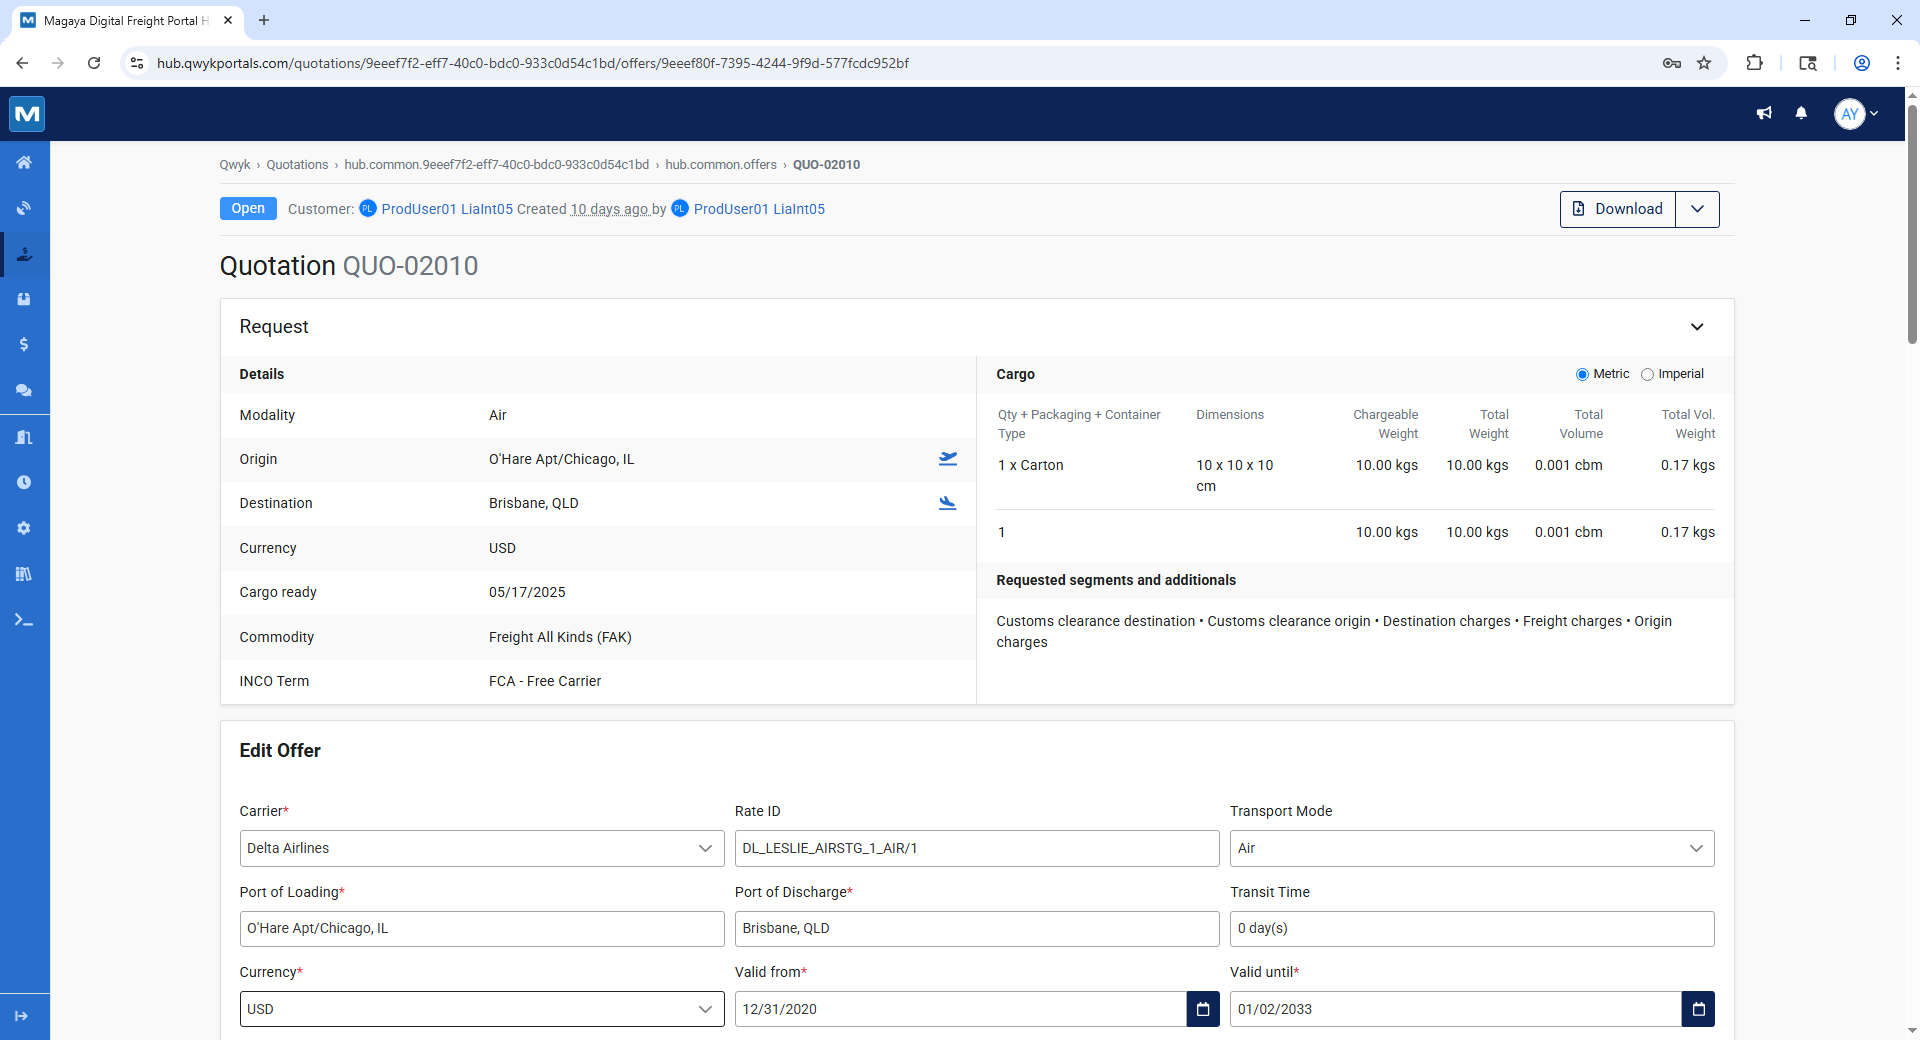 Magaya Digital Freight Portal H
hub.qwykportals.com/quotations/9eeef7f2-eff7-40c0-bdc0-933c0d54c1bd/offers/9eeef80f-7395-4244-9f9d-577fcdc952bf
M
AY
Qwyk › Quotations › hub.common.9eeef7f2-eff7-40c0-bdc0-933c0d54c1bd › hub.common.offers › QUO-02010
Open Customer: PL ProdUser01 LiaInt05 Created 10 days ago by PL ProdUser01 LiaInt05
Download
Quotation QUO-02010
Request
Details
Modality Air
Origin O'Hare Apt/Chicago, IL
Destination Brisbane, QLD
Currency USD
Cargo ready 05/17/2025
Commodity Freight All Kinds (FAK)
INCO Term FCA - Free Carrier
Cargo Metric Imperial
Qty + Packaging + Container Dimensions Chargeable Total Total Total Vol.
Type Weight Weight Volume Weight
1 x Carton 10 x 10 x 10 10.00 kgs 10.00 kgs 0.001 cbm 0.17 kgs
cm
1 10.00 kgs 10.00 kgs 0.001 cbm 0.17 kgs
Requested segments and additionals
Customs clearance destination • Customs clearance origin • Destination charges • Freight charges • Origin
charges
Edit Offer
Carrier* Rate ID Transport Mode
Delta Airlines DL_LESLIE_AIRSTG_1_AIR/1 Air
Port of Loading* Port of Discharge* Transit Time
O'Hare Apt/Chicago, IL Brisbane, QLD 0 day(s)
Currency* Valid from* Valid until*
USD 12/31/2020 01/02/2033